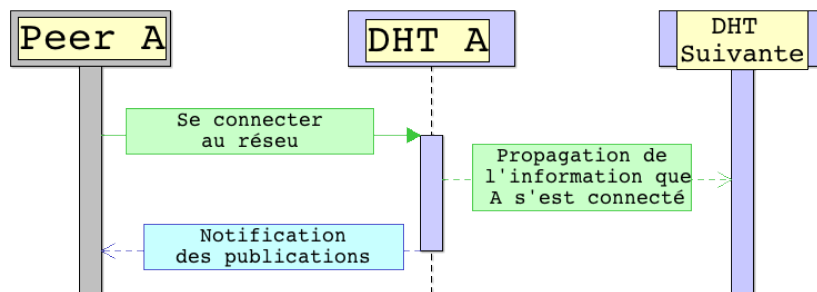 Peer A
DHT A
DHT
Suivante
Se connecter
au réseu
Propagation de
l'information que
A s'est connecté
Notification
des publications